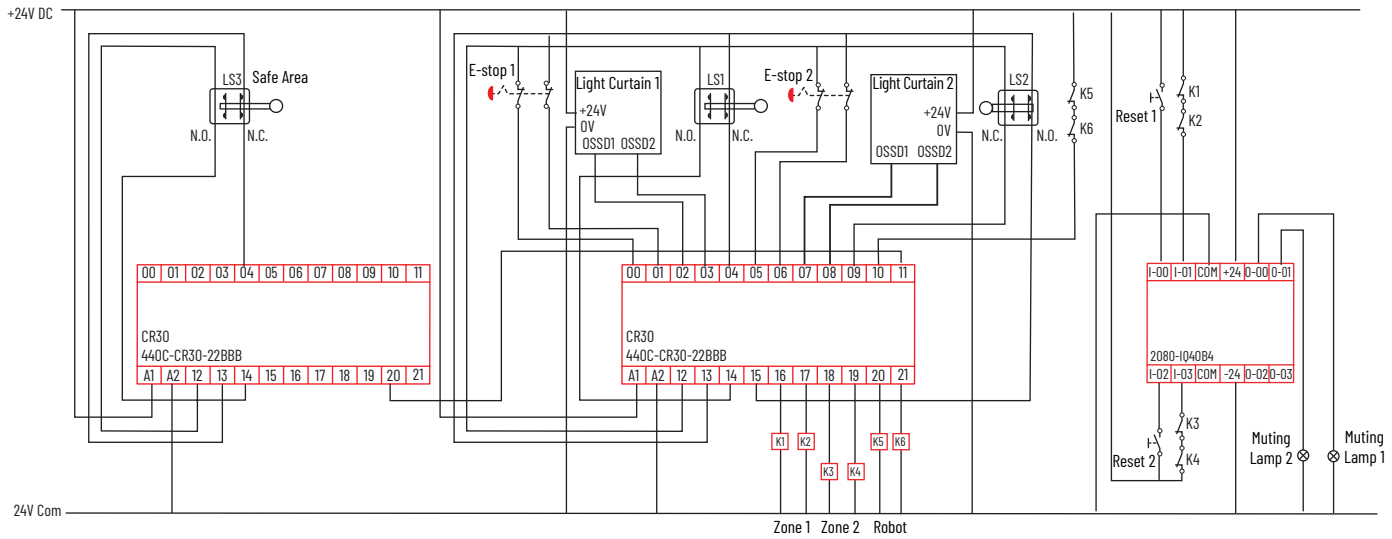 +24V DC
LS3 Safe Area
N.O. N.C.
E-stop 1
Light Curtain 1
+24V
0V
OSSD1 OSSD2
LS1
N.O. N.C.
E-stop 2
Light Curtain 2
+24V
0V
OSSD1 OSSD2
LS2
N.C. N.O.
K5
K6
Reset 1
K1
K2
00 01 02 03 04 05 06 07 08 09 10 11
CR30
440C-CR30-22BBB
A1 A2 12 13 14 15 16 17 18 19 20 21
00 01 02 03 04 05 06 07 08 09 10 11
CR30
440C-CR30-22BBB
A1 A2 12 13 14 15 16 17 18 19 20 21
I-00 I-01 COM +24 O-00 O-01
2080-IQ40B4
I-02 I-03 COM -24 O-02 O-03
K1 K2 K3 K4 K5 K6
Reset 2
K3
K4
Muting
Lamp 2
Muting
Lamp 1
24V Com
Zone 1 Zone 2 Robot